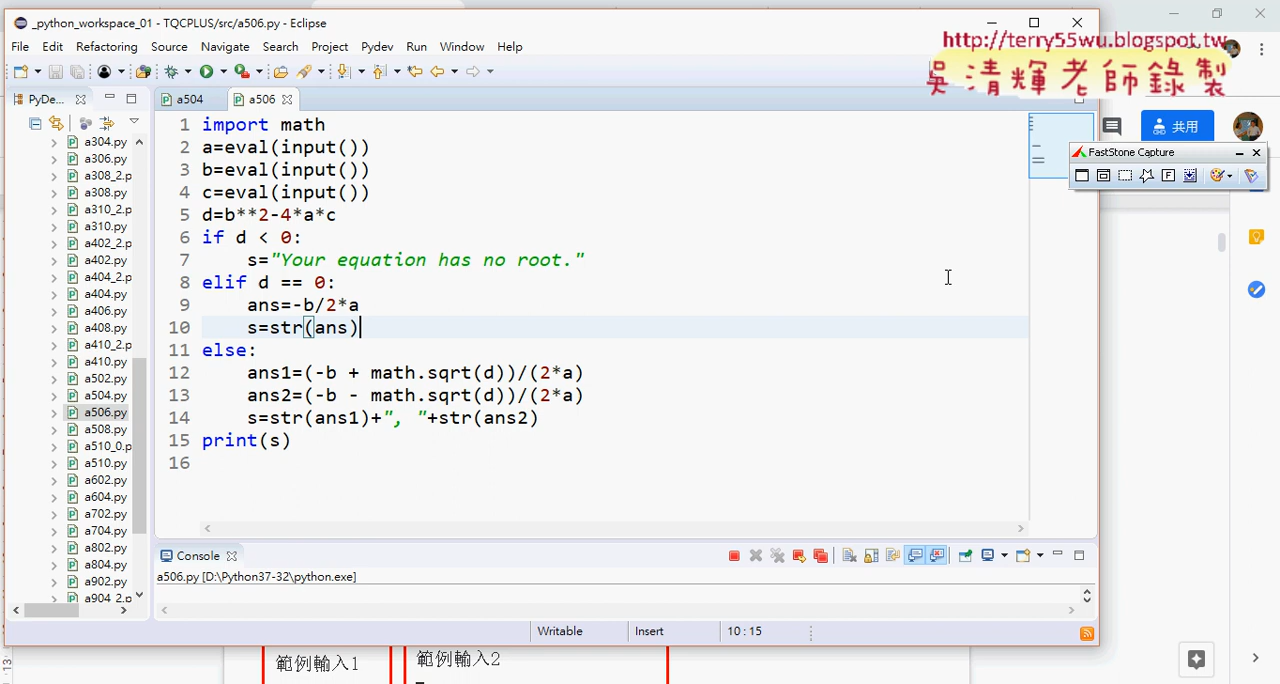 _python_workspace_01 - TQCPLUS/src/a506.py - Eclipse
File Edit Refactoring Source Navigate Search Project Pydev Run Window Help
http://terry55wu.blogspot.tw
吳清輝老師錄製
PyDe...
a504
a506
共用
FastStone Capture
a304.py
a306.py
a308_2.p
a308.py
a310_2.p
a310.py
a402_2.p
a402.py
a404_2.p
a404.py
a406.py
a408.py
a410_2.p
a410.py
a502.py
a504.py
a506.py
a508.py
a510_0.p
a510.py
a602.py
a604.py
a702.py
a704.py
a802.py
a804.py
a902.py
a904 2.p
1 import math
2 a=eval(input())
3 b=eval(input())
4 c=eval(input())
5 d=b**2-4*a*c
6 if d < 0:
7 s="Your equation has no root."
8 elif d == 0:
9 ans=-b/2*a
10 s=str(ans)
11 else:
12 ans1=(-b + math.sqrt(d))/(2*a)
13 ans2=(-b - math.sqrt(d))/(2*a)
14 s=str(ans1)+", "+str(ans2)
15 print(s)
16
Console
a506.py [D:\Python37-32\python.exe]
Writable Insert 10 : 15
範例輸入1 範例輸入2